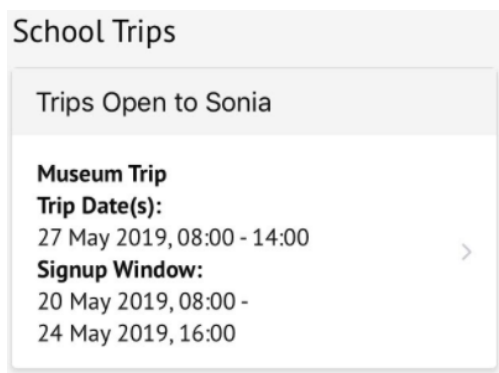 School Trips
Trips Open to Sonia
Museum Trip
Trip Date(s):
27 May 2019, 08:00 - 14:00
Signup Window:
20 May 2019, 08:00 -
24 May 2019, 16:00